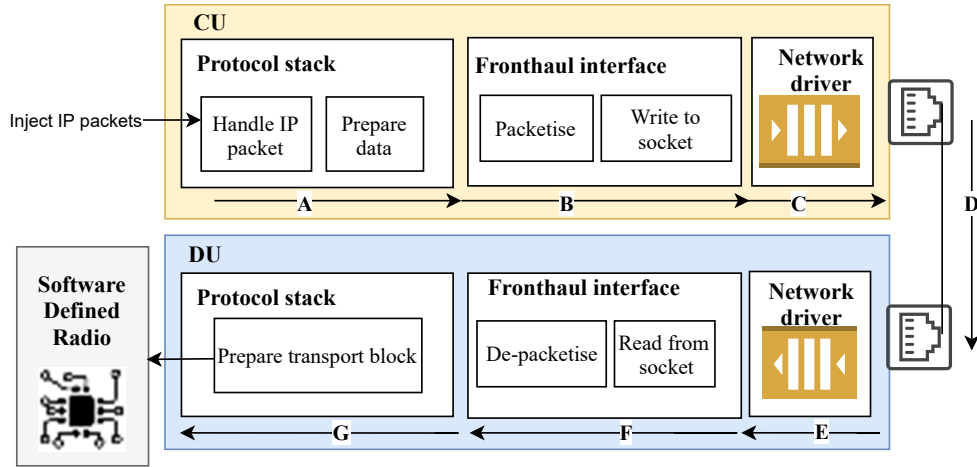 CU
Protocol stack
Fronthaul interface
Network
driver
Inject IP packets
Handle IP
packet
Prepare
data
Packetise
Write to
socket
A
B
C
D
DU
Protocol stack
Fronthaul interface
Network
driver
Software
Defined
Radio
Prepare transport block
De-packetise
Read from
socket
G
F
E